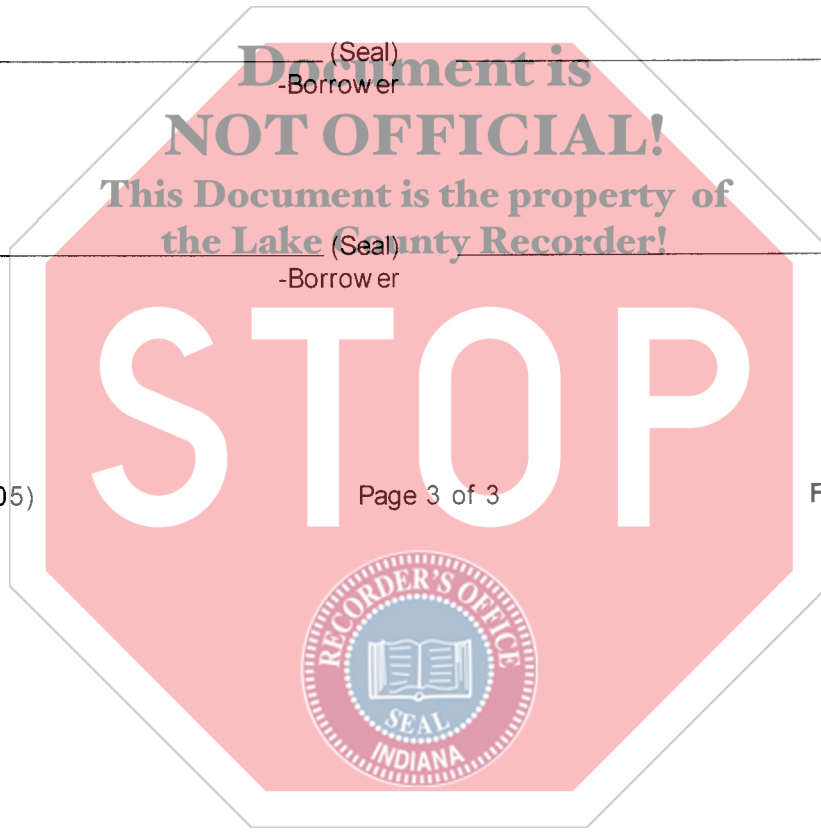 (Seal)
Document is
-Borrower
NOT OFFICIAL!
This Document is the property of
the Lake County Recorder!
(Seal)
-Borrower
STOP
05)
Page 3 of 3
F
RECORDER'S OFFICE
SEAL
INDIANA